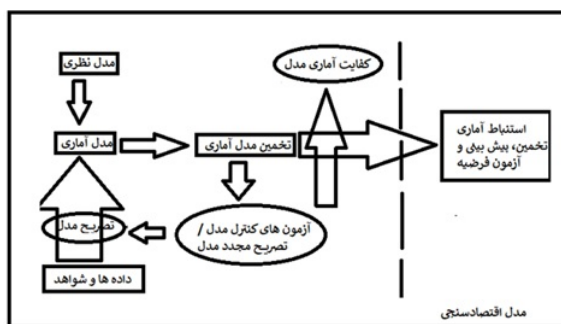 مدل نظری
کفایت آماری مدل
مدل آماری
تخمین مدل آماری
استنباط آماری
تخمین، پیش بینی و
آزمون فرضیه
تصریح مدل
آزمون های کنترل مدل /
تصریح مجدد مدل
داده ها و شواهد
مدل اقتصادسنجی